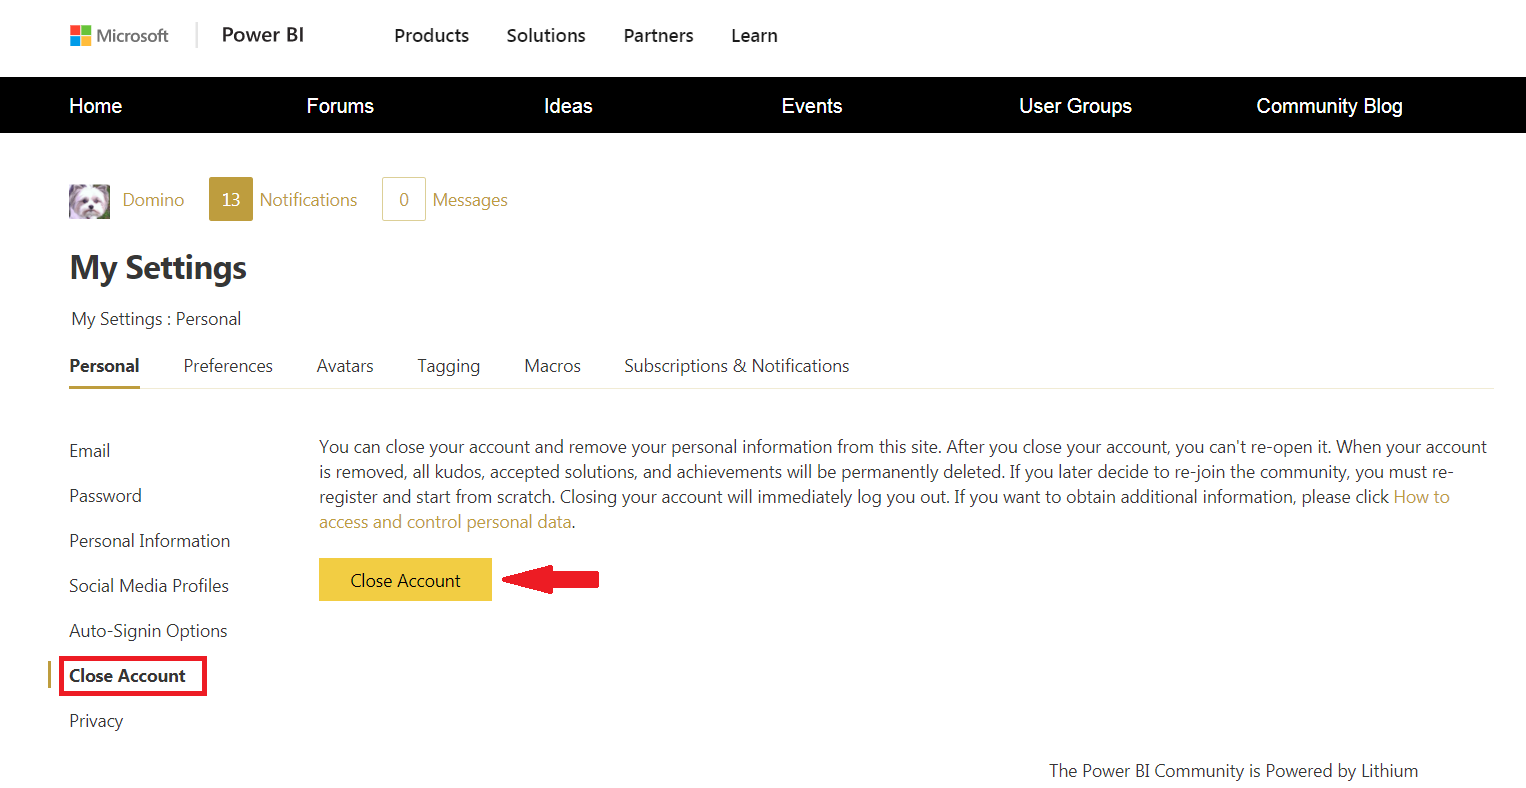 Microsoft Power BI Products Solutions Partners Learn
Home Forums Ideas Events User Groups Community Blog
Domino 13 Notifications 0 Messages
My Settings
My Settings : Personal
Personal Preferences Avatars Tagging Macros Subscriptions & Notifications
Email
Password
Personal Information
Social Media Profiles
Auto-Signin Options
Close Account
Privacy
You can close your account and remove your personal information from this site. After you close your account, you can't re-open it. When your account
is removed, all kudos, accepted solutions, and achievements will be permanently deleted. If you later decide to re-join the community, you must re-
register and start from scratch. Closing your account will immediately log you out. If you want to obtain additional information, please click How to
access and control personal data.
Close Account
The Power BI Community is Powered by Lithium